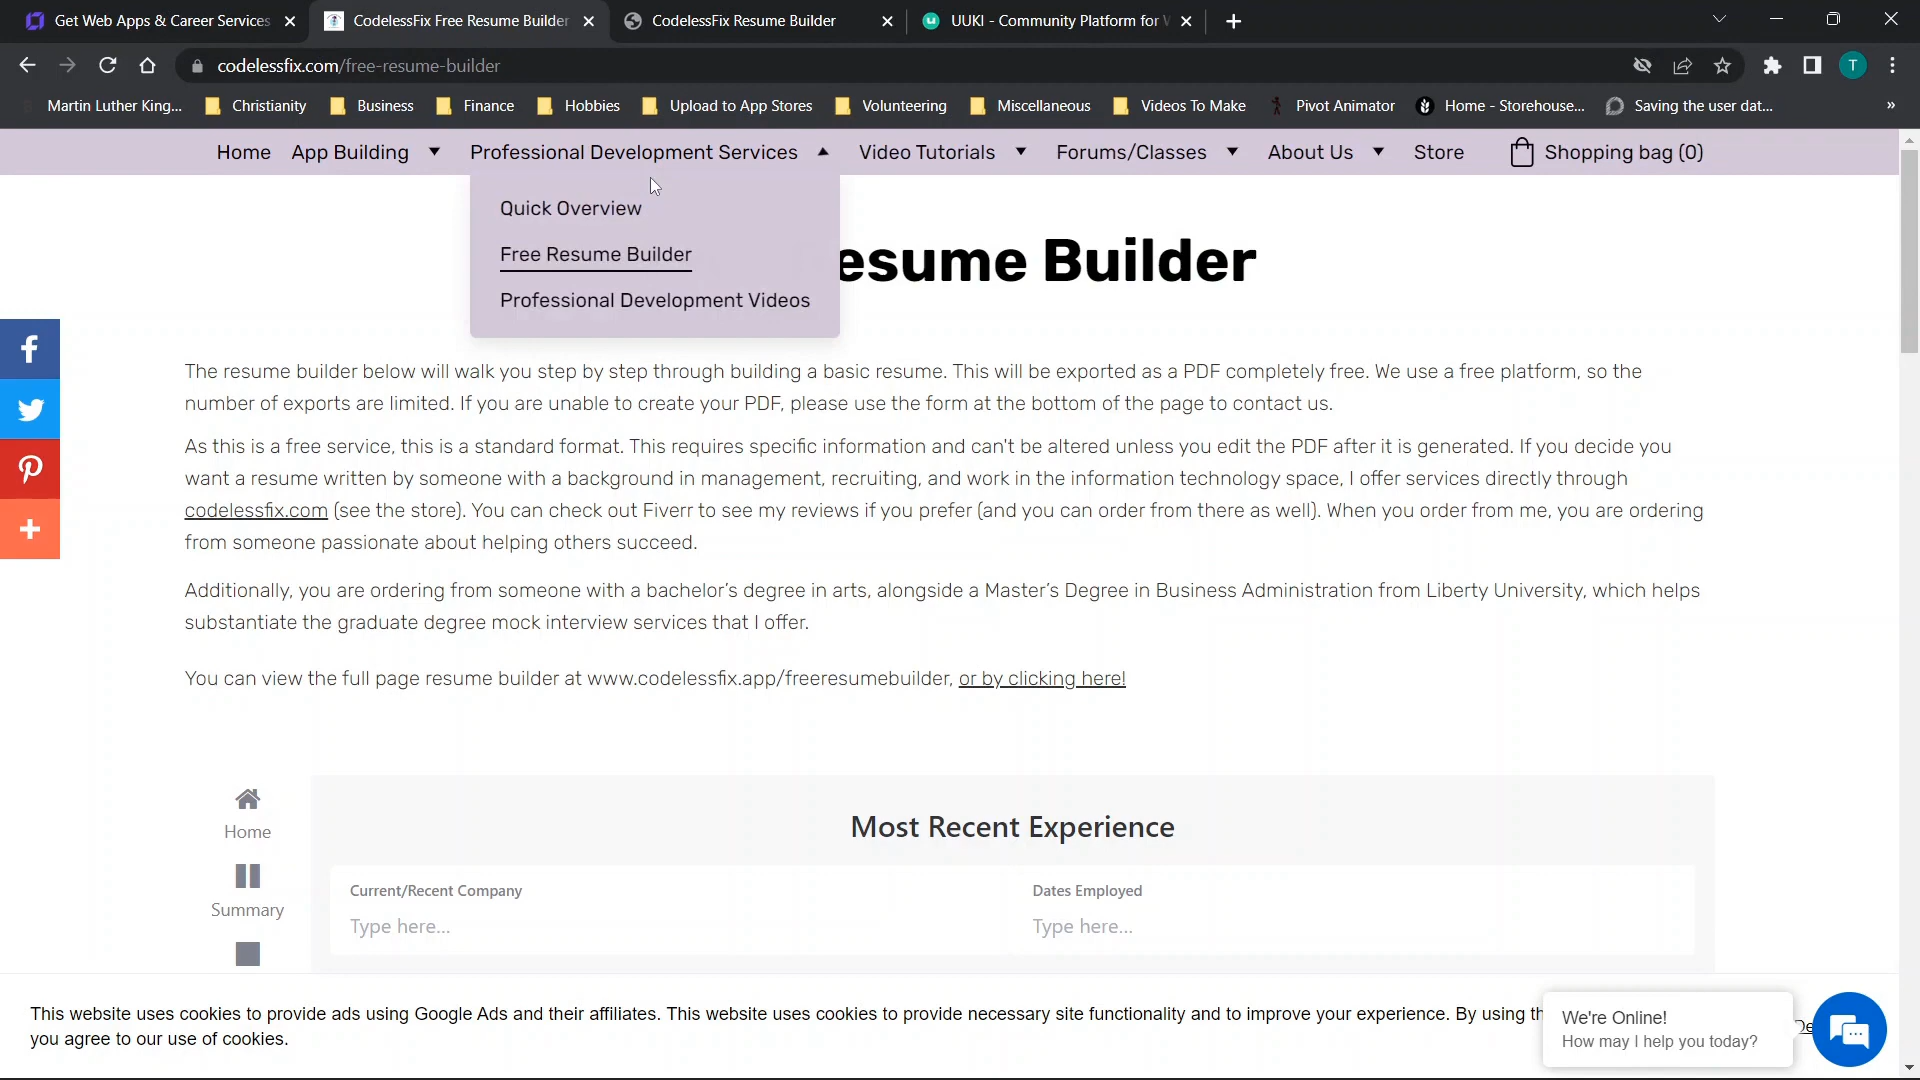 Get Web Apps & Career Services
CodelessFix Free Resume Builder
CodelessFix Resume Builder
UUKI - Community Platform for
codelessfix.com/free-resume-builder
T
Martin Luther King...
Christianity
Business
Finance
Hobbies
Upload to App Stores
Volunteering
Miscellaneous
Videos To Make
Pivot Animator
Home - Storehouse...
Saving the user dat...
Home
App Building
Professional Development Services
Video Tutorials
Forums/Classes
About Us
Store
Shopping bag (0)
Quick Overview
Free Resume Builder
Professional Development Videos
esume Builder
The resume builder below will walk you step by step through building a basic resume. This will be exported as a PDF completely free. We use a free platform, so the
number of exports are limited. If you are unable to create your PDF, please use the form at the bottom of the page to contact us.
As this is a free service, this is a standard format. This requires specific information and can't be altered unless you edit the PDF after it is generated. If you decide you
want a resume written by someone with a background in management, recruiting, and work in the information technology space, I offer services directly through
codelessfix.com (see the store). You can check out Fiverr to see my reviews if you prefer (and you can order from there as well). When you order from me, you are ordering
from someone passionate about helping others succeed.
Additionally, you are ordering from someone with a bachelor's degree in arts, alongside a Master's Degree in Business Administration from Liberty University, which helps
substantiate the graduate degree mock interview services that I offer.
You can view the full page resume builder at www.codelessfix.app/freeresumebuilder, or by clicking here!
Home
Summary
Most Recent Experience
Current/Recent Company
Dates Employed
Type here...
Type here...
This website uses cookies to provide ads using Google Ads and their affiliates. This website uses cookies to provide necessary site functionality and to improve your experience. By using th
you agree to our use of cookies.
We're Online!
How may I help you today?